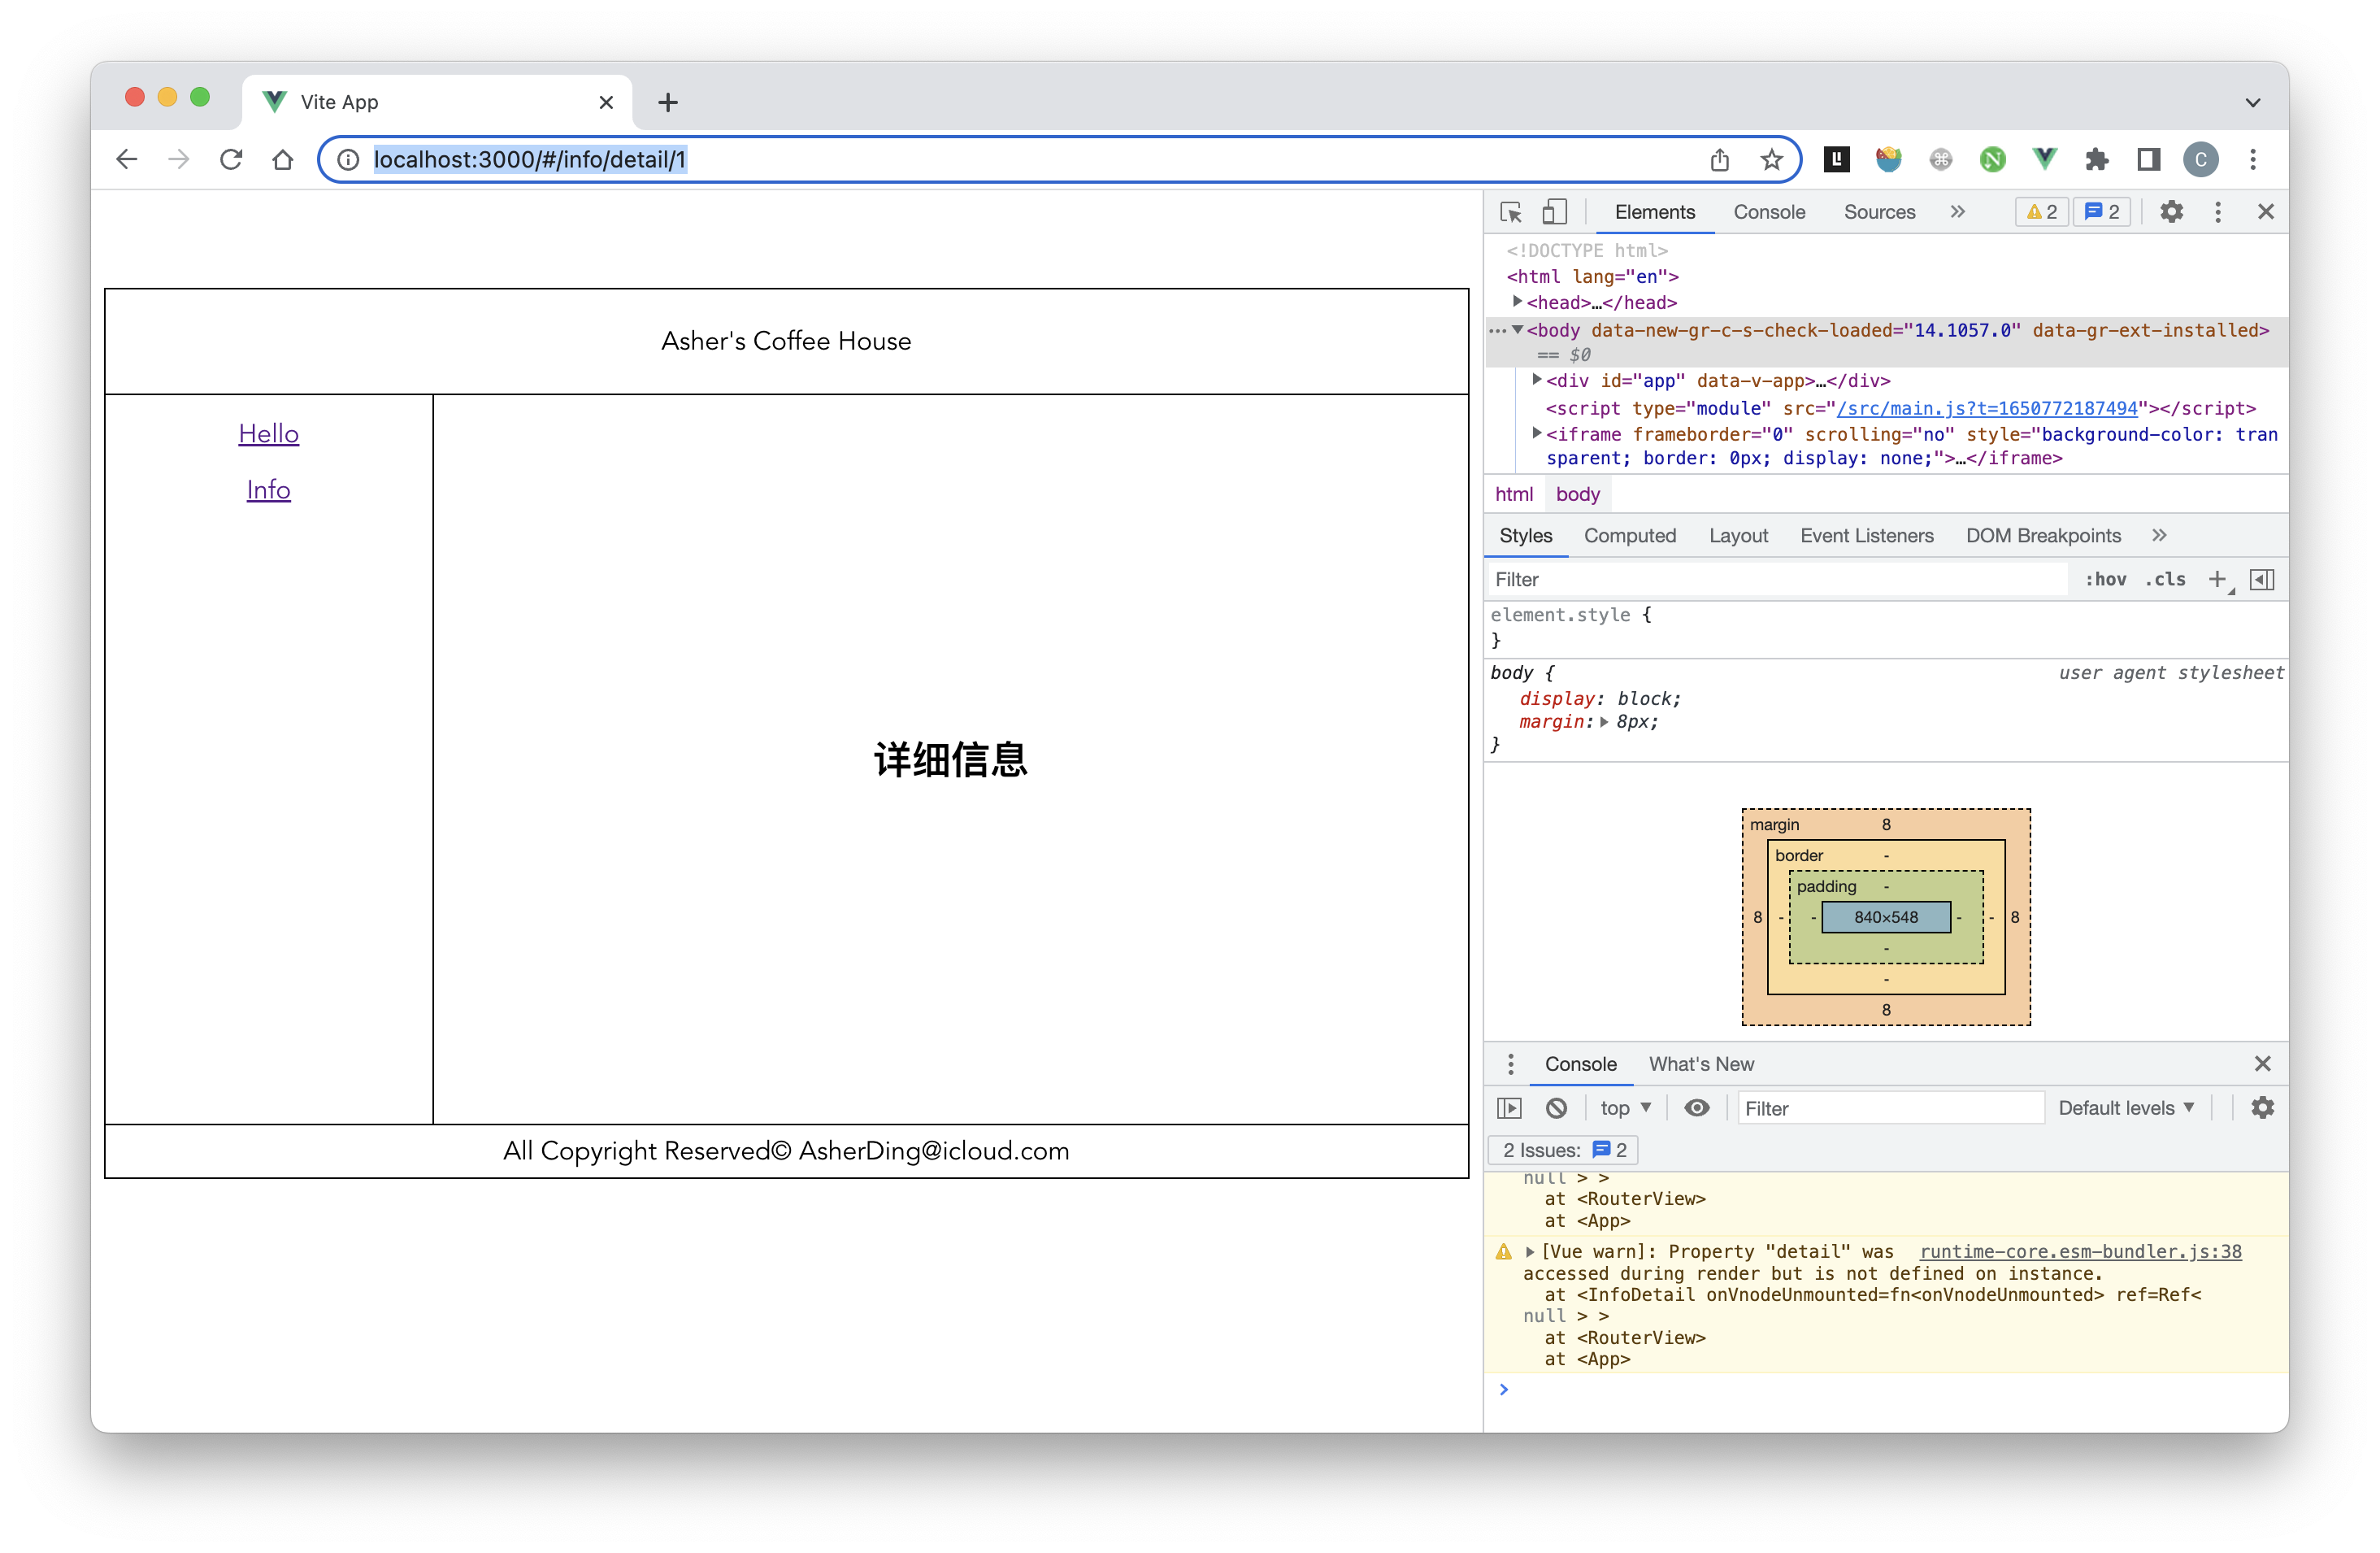 Vite App
localhost:3000/#/info/detail/1
C
Asher's Coffee House
Hello
Info
详细信息
All Copyright Reserved© AsherDing@icloud.com
Elements Console Sources 2 2
<!DOCTYPE html>
<html lang="en">
<head>…</head>
<body data-new-gr-c-s-check-loaded="14.1057.0" data-gr-ext-installed>
== $0
<div id="app" data-v-app>…</div>
<script type="module" src="/src/main.js?t=1650772187494"></script>
<iframe frameborder="0" scrolling="no" style="background-color: tran
sparent; border: 0px; display: none;">…</iframe>
html body
Styles Computed Layout Event Listeners DOM Breakpoints
Filter :hov .cls
element.style {
}
body { user agent stylesheet
display: block;
margin: 8px;
}
margin 8
border -
padding -
8 - - 840×548 - - 8
-
-
8
Console What's New
top Filter Default levels
2 Issues: 2
null > >
at <RouterView>
at <App>
[Vue warn]: Property "detail" was runtime-core.esm-bundler.js:38
accessed during render but is not defined on instance.
at <InfoDetail onVnodeUnmounted=fn<onVnodeUnmounted> ref=Ref<
null > >
at <RouterView>
at <App>